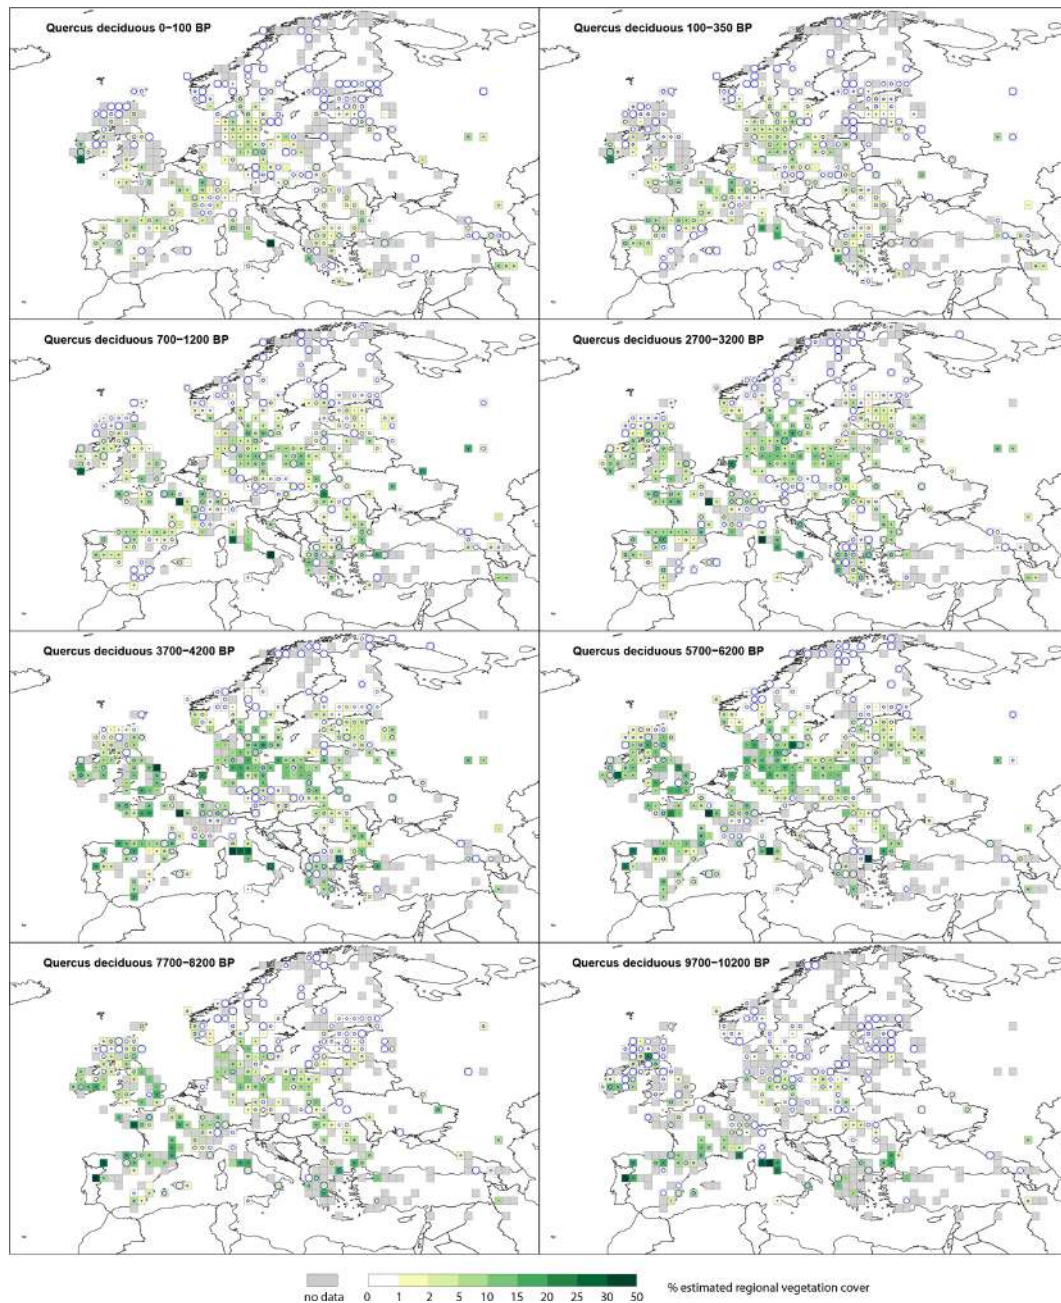 Quercus deciduous 0−100 BP
Quercus deciduous 100−350 BP
Quercus deciduous 700−1200 BP
Quercus deciduous 2700−3200 BP
Quercus deciduous 3700−4200 BP
Quercus deciduous 5700−6200 BP
Quercus deciduous 7700−8200 BP
Quercus deciduous 9700−10200 BP
no data 0 1 2 5 10 15 20 25 30 50 % estimated regional vegetation cover